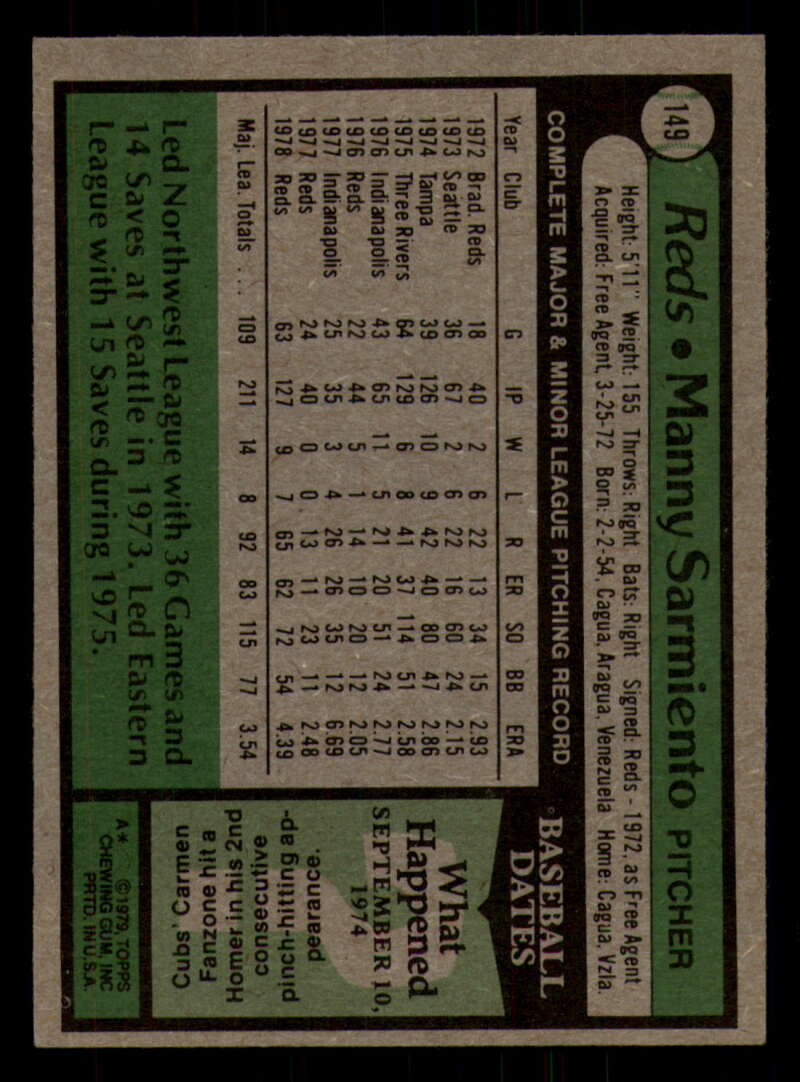 149
Reds • Manny Sarmiento PITCHER
Height: 5'11" Weight: 155 Throws: Right Bats: Right Signed: Reds - 1972, as Free Agent
Acquired: Free Agent, 3-25-72 Born: 2-2-54, Cagua, Aragua, Venezuela Home: Cagua, Vzla.
COMPLETE MAJOR & MINOR LEAGUE PITCHING RECORD
Year Club G IP W L R ER SO BB ERA
1972 Brad. Reds 18 40 2 6 22 13 34 15 2.93
1973 Seattle 36 67 2 6 22 16 60 24 2.15
1974 Tampa 39 126 10 9 42 40 80 47 2.86
1975 Three Rivers 64 129 6 8 41 37 114 51 2.58
1976 Indianapolis 43 65 11 5 21 20 51 24 2.77
1976 Reds 22 44 5 1 14 10 20 12 2.05
1977 Indianapolis 25 35 3 4 26 26 35 12 6.69
1977 Reds 24 40 0 0 13 11 23 11 2.48
1978 Reds 63 127 9 7 65 62 72 54 4.39
Maj. Lea. Totals . . . 109 211 14 8 92 83 115 77 3.54
Led Northwest League with 36 Games and
14 Saves at Seattle in 1973. Led Eastern
League with 15 Saves during 1975.
BASEBALL
DATES
What
Happened
SEPTEMBER 10,
1974
Cubs' Carmen
Fanzone hit a
Homer in his 2nd
consecutive
pinch-hitting ap-
pearance.
A* ©1979, TOPPS
CHEWING GUM, INC
PRTD. IN U.S.A.